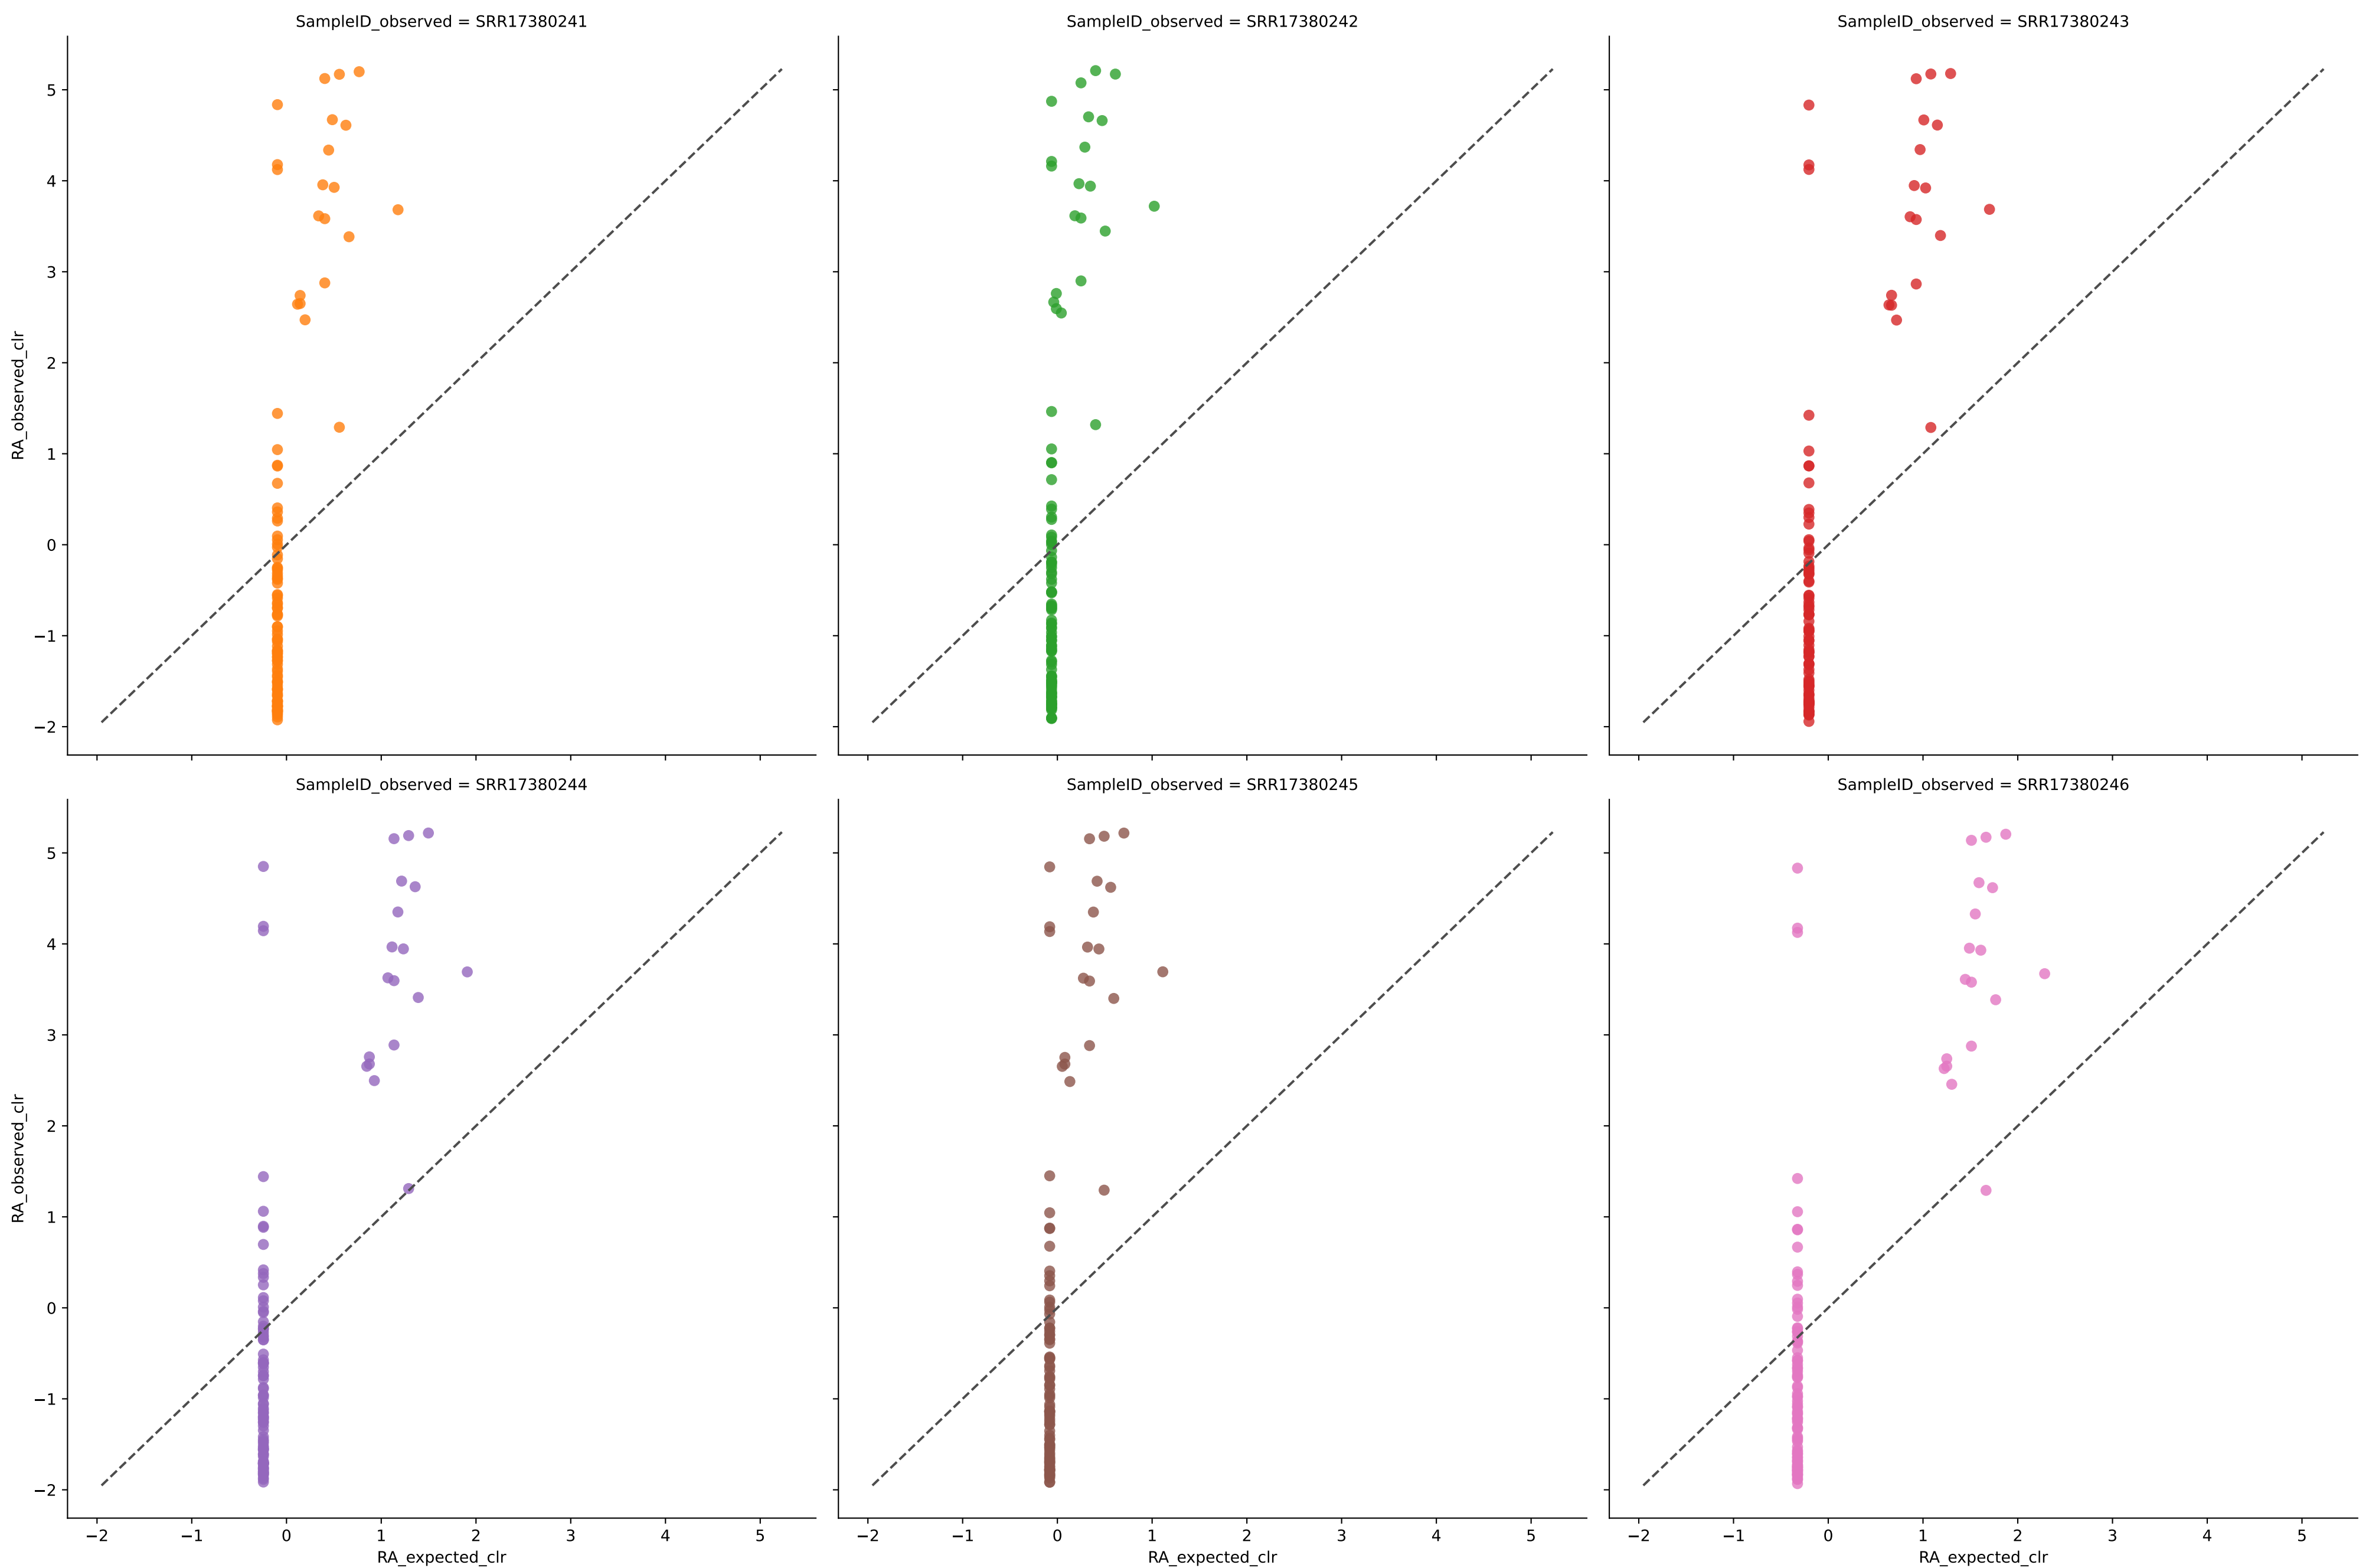 SampleID_observed = SRR17380241
SampleID_observed = SRR17380242
SampleID_observed = SRR17380243
RA_observed_clr
5
4
3
2
1
0
−1
−2
SampleID_observed = SRR17380244
SampleID_observed = SRR17380245
SampleID_observed = SRR17380246
RA_observed_clr
5
4
3
2
1
0
−1
−2
−2 −1 0 1 2 3 4 5
−2 −1 0 1 2 3 4 5
−2 −1 0 1 2 3 4 5
RA_expected_clr
RA_expected_clr
RA_expected_clr